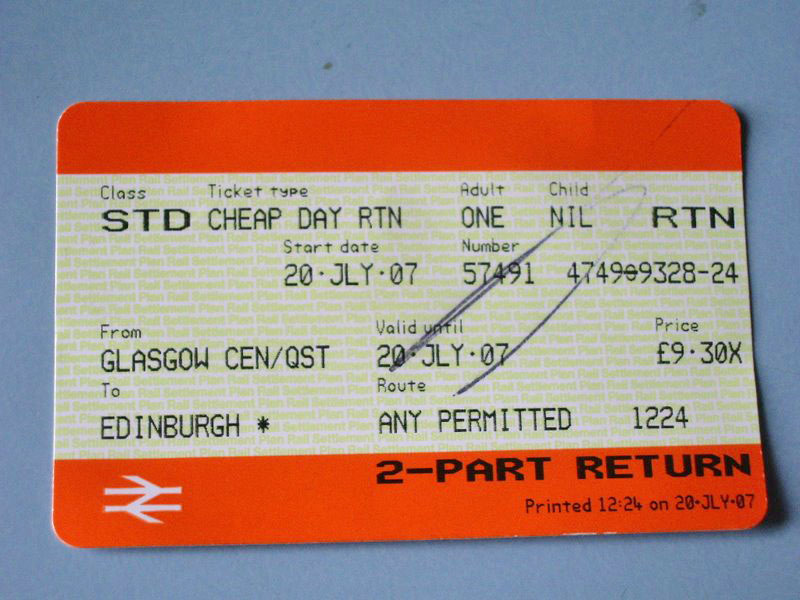 Class Ticket type Adult Child
STD CHEAP DAY RTN ONE NIL RTN
Start date Number
20·JLY·07 57491 474909328-24
From Valid until Price
GLASGOW CEN/QST 20·JLY·07 £9·30X
To Route
EDINBURGH * ANY PERMITTED 1224
2-PART RETURN
Printed 12:24 on 20·JLY·07